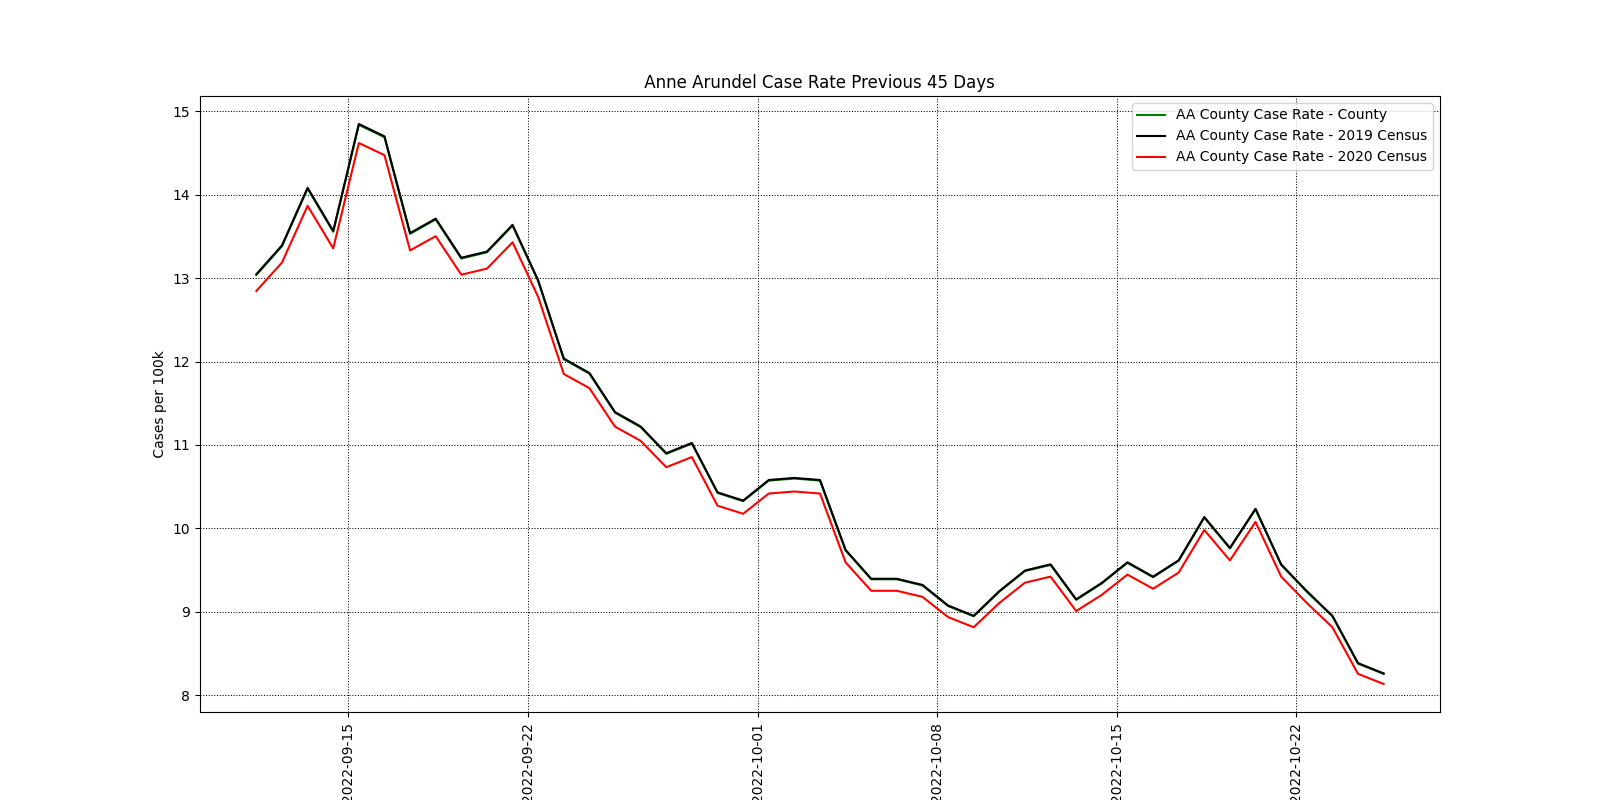 Anne Arundel Case Rate Previous 45 Days
AA County Case Rate - County
AA County Case Rate - 2019 Census
AA County Case Rate - 2020 Census
Cases per 100k
15
14
13
12
11
10
9
8
2022-09-15
2022-09-22
2022-10-01
2022-10-08
2022-10-15
2022-10-22